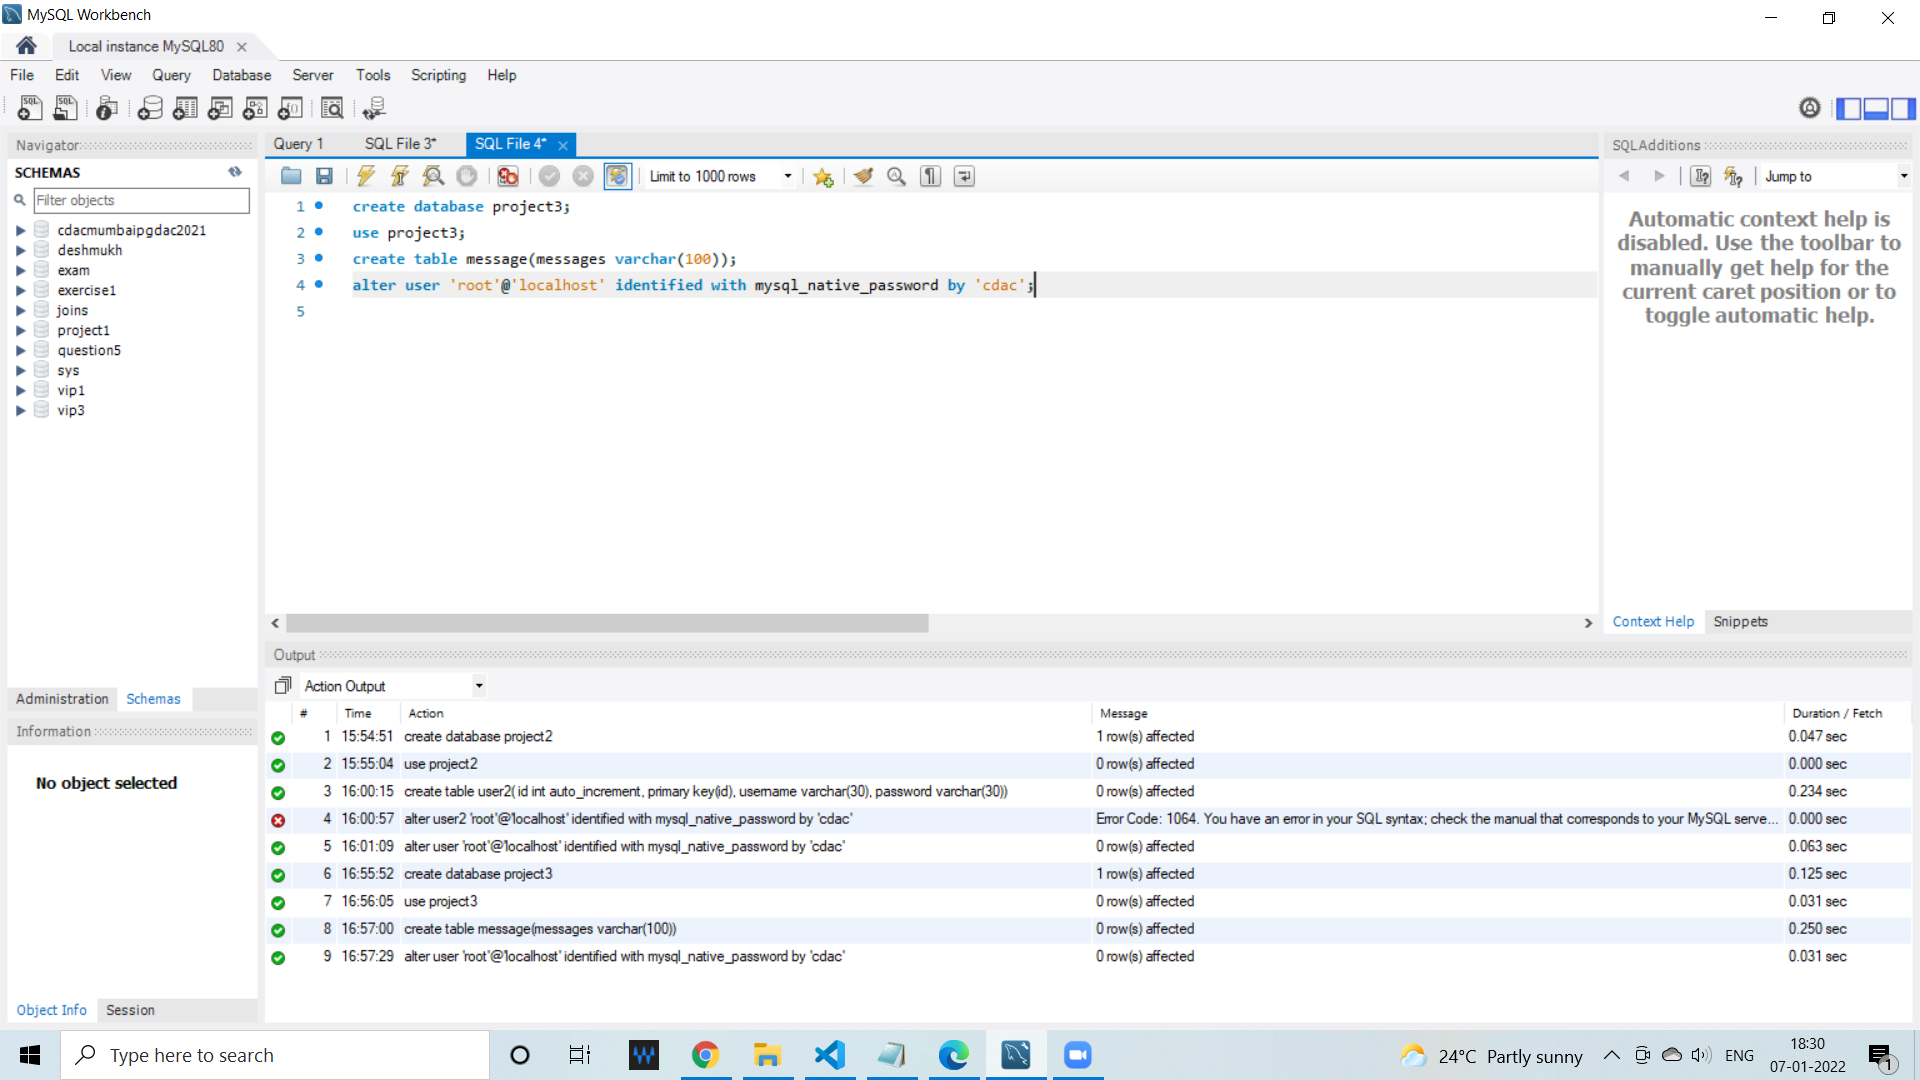 MySQL Workbench
Local instance MySQL80
File Edit View Query Database Server Tools Scripting Help
Navigator
SCHEMAS
Filter objects
cdacmumbaipgdac2021
deshmukh
exam
exercise1
joins
project1
question5
sys
vip1
vip3
Administration Schemas
Information
No object selected
Object Info Session
Query 1 SQL File 3* SQL File 4*
Limit to 1000 rows
1 create database project3;
2 use project3;
3 create table message(messages varchar(100));
4 alter user 'root'@'localhost' identified with mysql_native_password by 'cdac';
5
SQLAdditions
Jump to
Automatic context help is
disabled. Use the toolbar to
manually get help for the
current caret position or to
toggle automatic help.
Context Help Snippets
Output
Action Output
# Time Action Message Duration / Fetch
1 15:54:51 create database project2 1 row(s) affected 0.047 sec
2 15:55:04 use project2 0 row(s) affected 0.000 sec
3 16:00:15 create table user2( id int auto_increment, primary key(id), username varchar(30), password varchar(30)) 0 row(s) affected 0.234 sec
4 16:00:57 alter user2 'root'@'localhost' identified with mysql_native_password by 'cdac' Error Code: 1064. You have an error in your SQL syntax; check the manual that corresponds to your MySQL serve... 0.000 sec
5 16:01:09 alter user 'root'@'localhost' identified with mysql_native_password by 'cdac' 0 row(s) affected 0.063 sec
6 16:55:52 create database project3 1 row(s) affected 0.125 sec
7 16:56:05 use project3 0 row(s) affected 0.031 sec
8 16:57:00 create table message(messages varchar(100)) 0 row(s) affected 0.250 sec
9 16:57:29 alter user 'root'@'localhost' identified with mysql_native_password by 'cdac' 0 row(s) affected 0.031 sec
Type here to search
24°C Partly sunny
ENG
18:30
07-01-2022
1